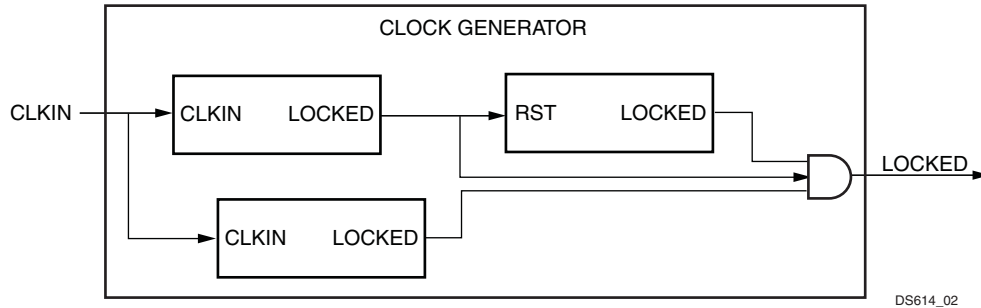 CLOCK GENERATOR
CLKIN
CLKIN LOCKED
RST LOCKED
LOCKED
CLKIN LOCKED
DS614_02